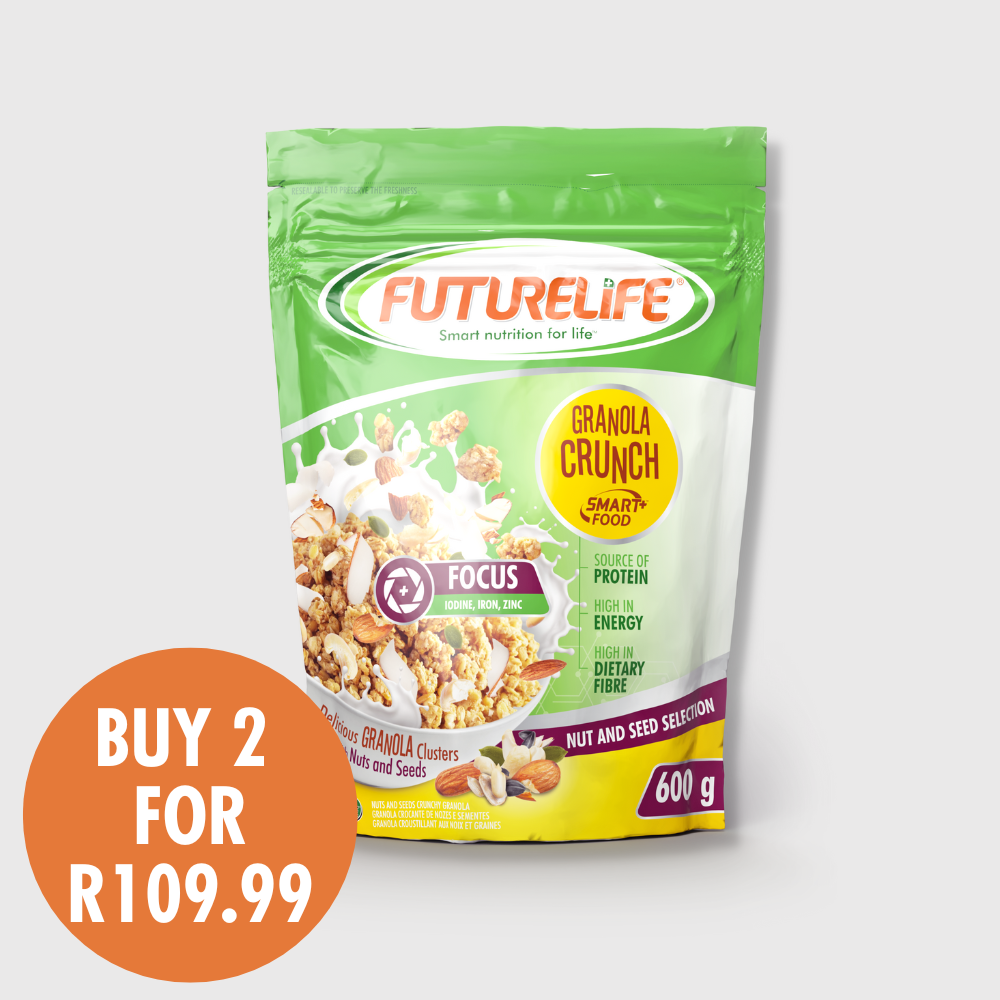 RESEALABLE TO PRESERVE THE FRESHNESS
FUTURELiFE®
Smart nutrition for life™
GRANOLA
CRUNCH
SMART+
FOOD
SOURCE OF
PROTEIN
HIGH IN
ENERGY
HIGH IN
DIETARY
FIBRE
FOCUS
IODINE, IRON, ZINC
NUT AND SEED SELECTION
Delicious GRANOLA Clusters
Nuts and Seeds
600 g
NUTS AND SEEDS CRUNCHY GRANOLA
GRANOLA CROCANTE DE NOZES E SEMENTES
GRANOLA CROUSTILLANT AUX NOIX ET GRAINES
BUY 2
FOR
R109.99